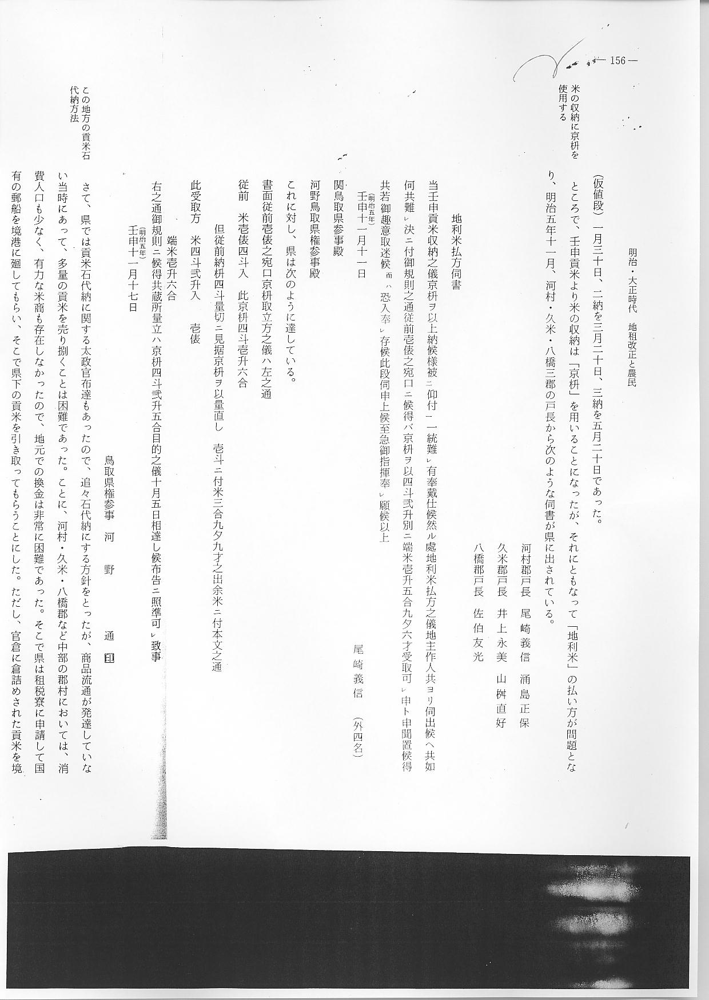 — 156 —
明治・大正時代　地租改正と農民
（仮値段）一月三十日、二納を三月二十日、三納を五月二十日であった。
米の収納に京枡を
使用する
ところで、壬申貢米より米の収納は「京枡」を用いることになったが、それにともなって「地利米」の払い方が問題とな
り、明治五年十一月、河村・久米・八橋三郡の戸長から次のような伺書が県に出されている。
河村郡戸長　尾崎義信　涌島正保
久米郡戸長　井上永美　山桝直好
八橋郡戸長　佐伯友光
地利米払方伺書
当壬申貢米収納之儀京枡ヲ以上納候様被ニ仰付一一統難レ有奉戴仕候然ル處地利米払方之儀地主作人共ヨリ伺出候ヘ共如
何共難レ決ニ付御規則之通従前壱俵之宛口ニ候得バ京枡ヲ以四斗弐升別ニ端米壱升五合九夕六才受取可レ申ト申聞置候得
共若御趣意取迷候而ハ恐入奉レ存候此段伺申上候至急御指揮奉レ願候以上
（明治五年）
壬申十一月十一日
尾崎義信　（外四名）
関鳥取県参事殿
河野鳥取県権参事殿
これに対し、県は次のように達している。
書面従前壱俵之宛口京枡取立方之儀ハ左之通
従前　米壱俵四斗入　此京枡四斗壱升六合
但従前納枡四斗量切ニ見据京枡ヲ以量直し　壱斗ニ付米三合九夕九才之出余米ニ付本文之通
此受取方　米四斗弐升入　壱俵
端米壱升六合
右之通御規則ニ候得共蔵所量立ハ京枡四斗弐升五合目的之儀十月五日相達し候布告ニ照準可レ致事
（明治五年）
壬申十一月十七日
鳥取県権参事　河　野　通　印
この地方の貢米石
代納方法
さて、県では貢米石代納に関する太政官布達もあったので、追々石代納にする方針をとったが、商品流通が発達していな
い当時にあって、多量の貢米を売り捌くことは困難であった。ことに、河村・久米・八橋郡など中部の郡村においては、消
費人口も少なく、有力な米商も存在しなかったので、地元での換金は非常に困難であった。そこで県は租税寮に申請して国
有の郵船を境港に廻してもらい、そこで県下の貢米を引き取ってもらうことにした。ただし、官倉に倉詰めされた貢米を境